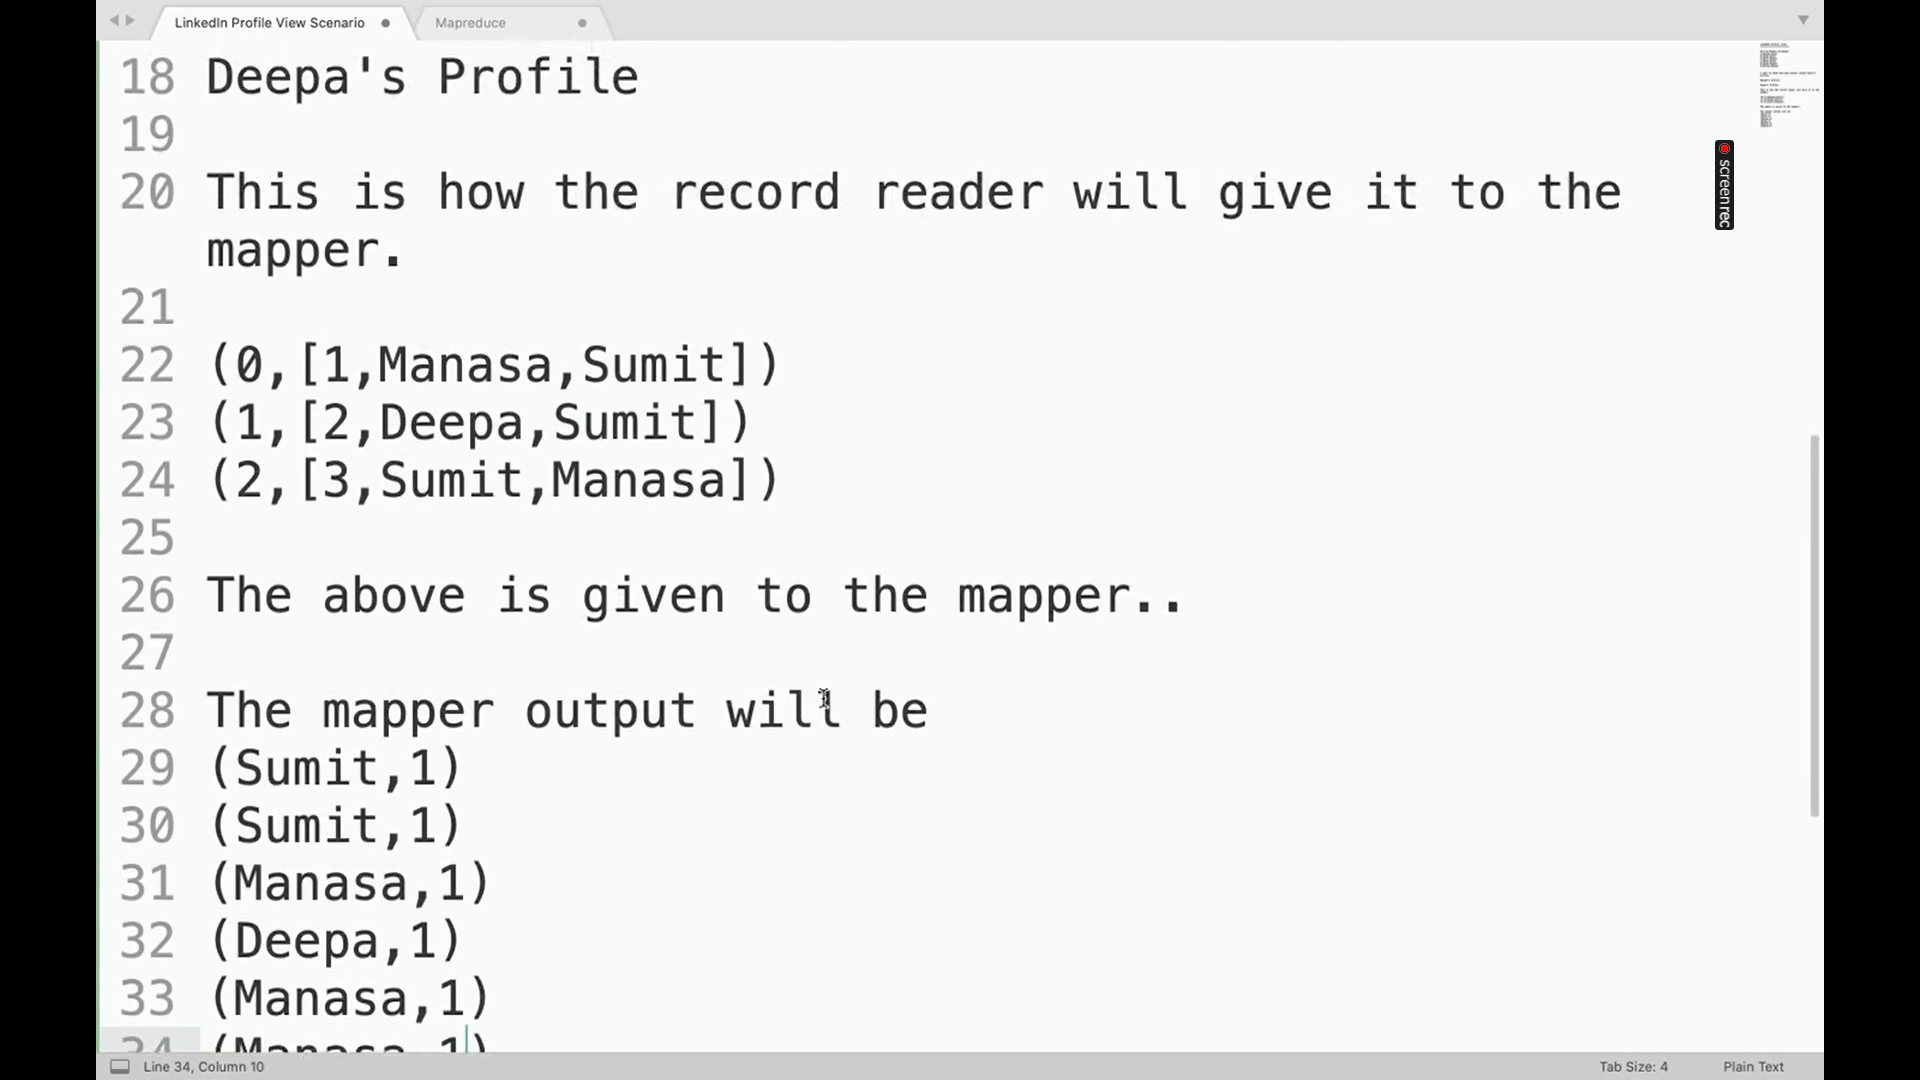 LinkedIn Profile View Scenario
Mapreduce
18 Deepa's Profile
19
20 This is how the record reader will give it to the
mapper.
21
22 (0,[1,Manasa,Sumit])
23 (1,[2,Deepa,Sumit])
24 (2,[3,Sumit,Manasa])
25
26 The above is given to the mapper..
27
28 The mapper output will be
29 (Sumit,1)
30 (Sumit,1)
31 (Manasa,1)
32 (Deepa,1)
33 (Manasa,1)
34 (Manasa,1)
screenrec
Line 34, Column 10
Tab Size: 4
Plain Text